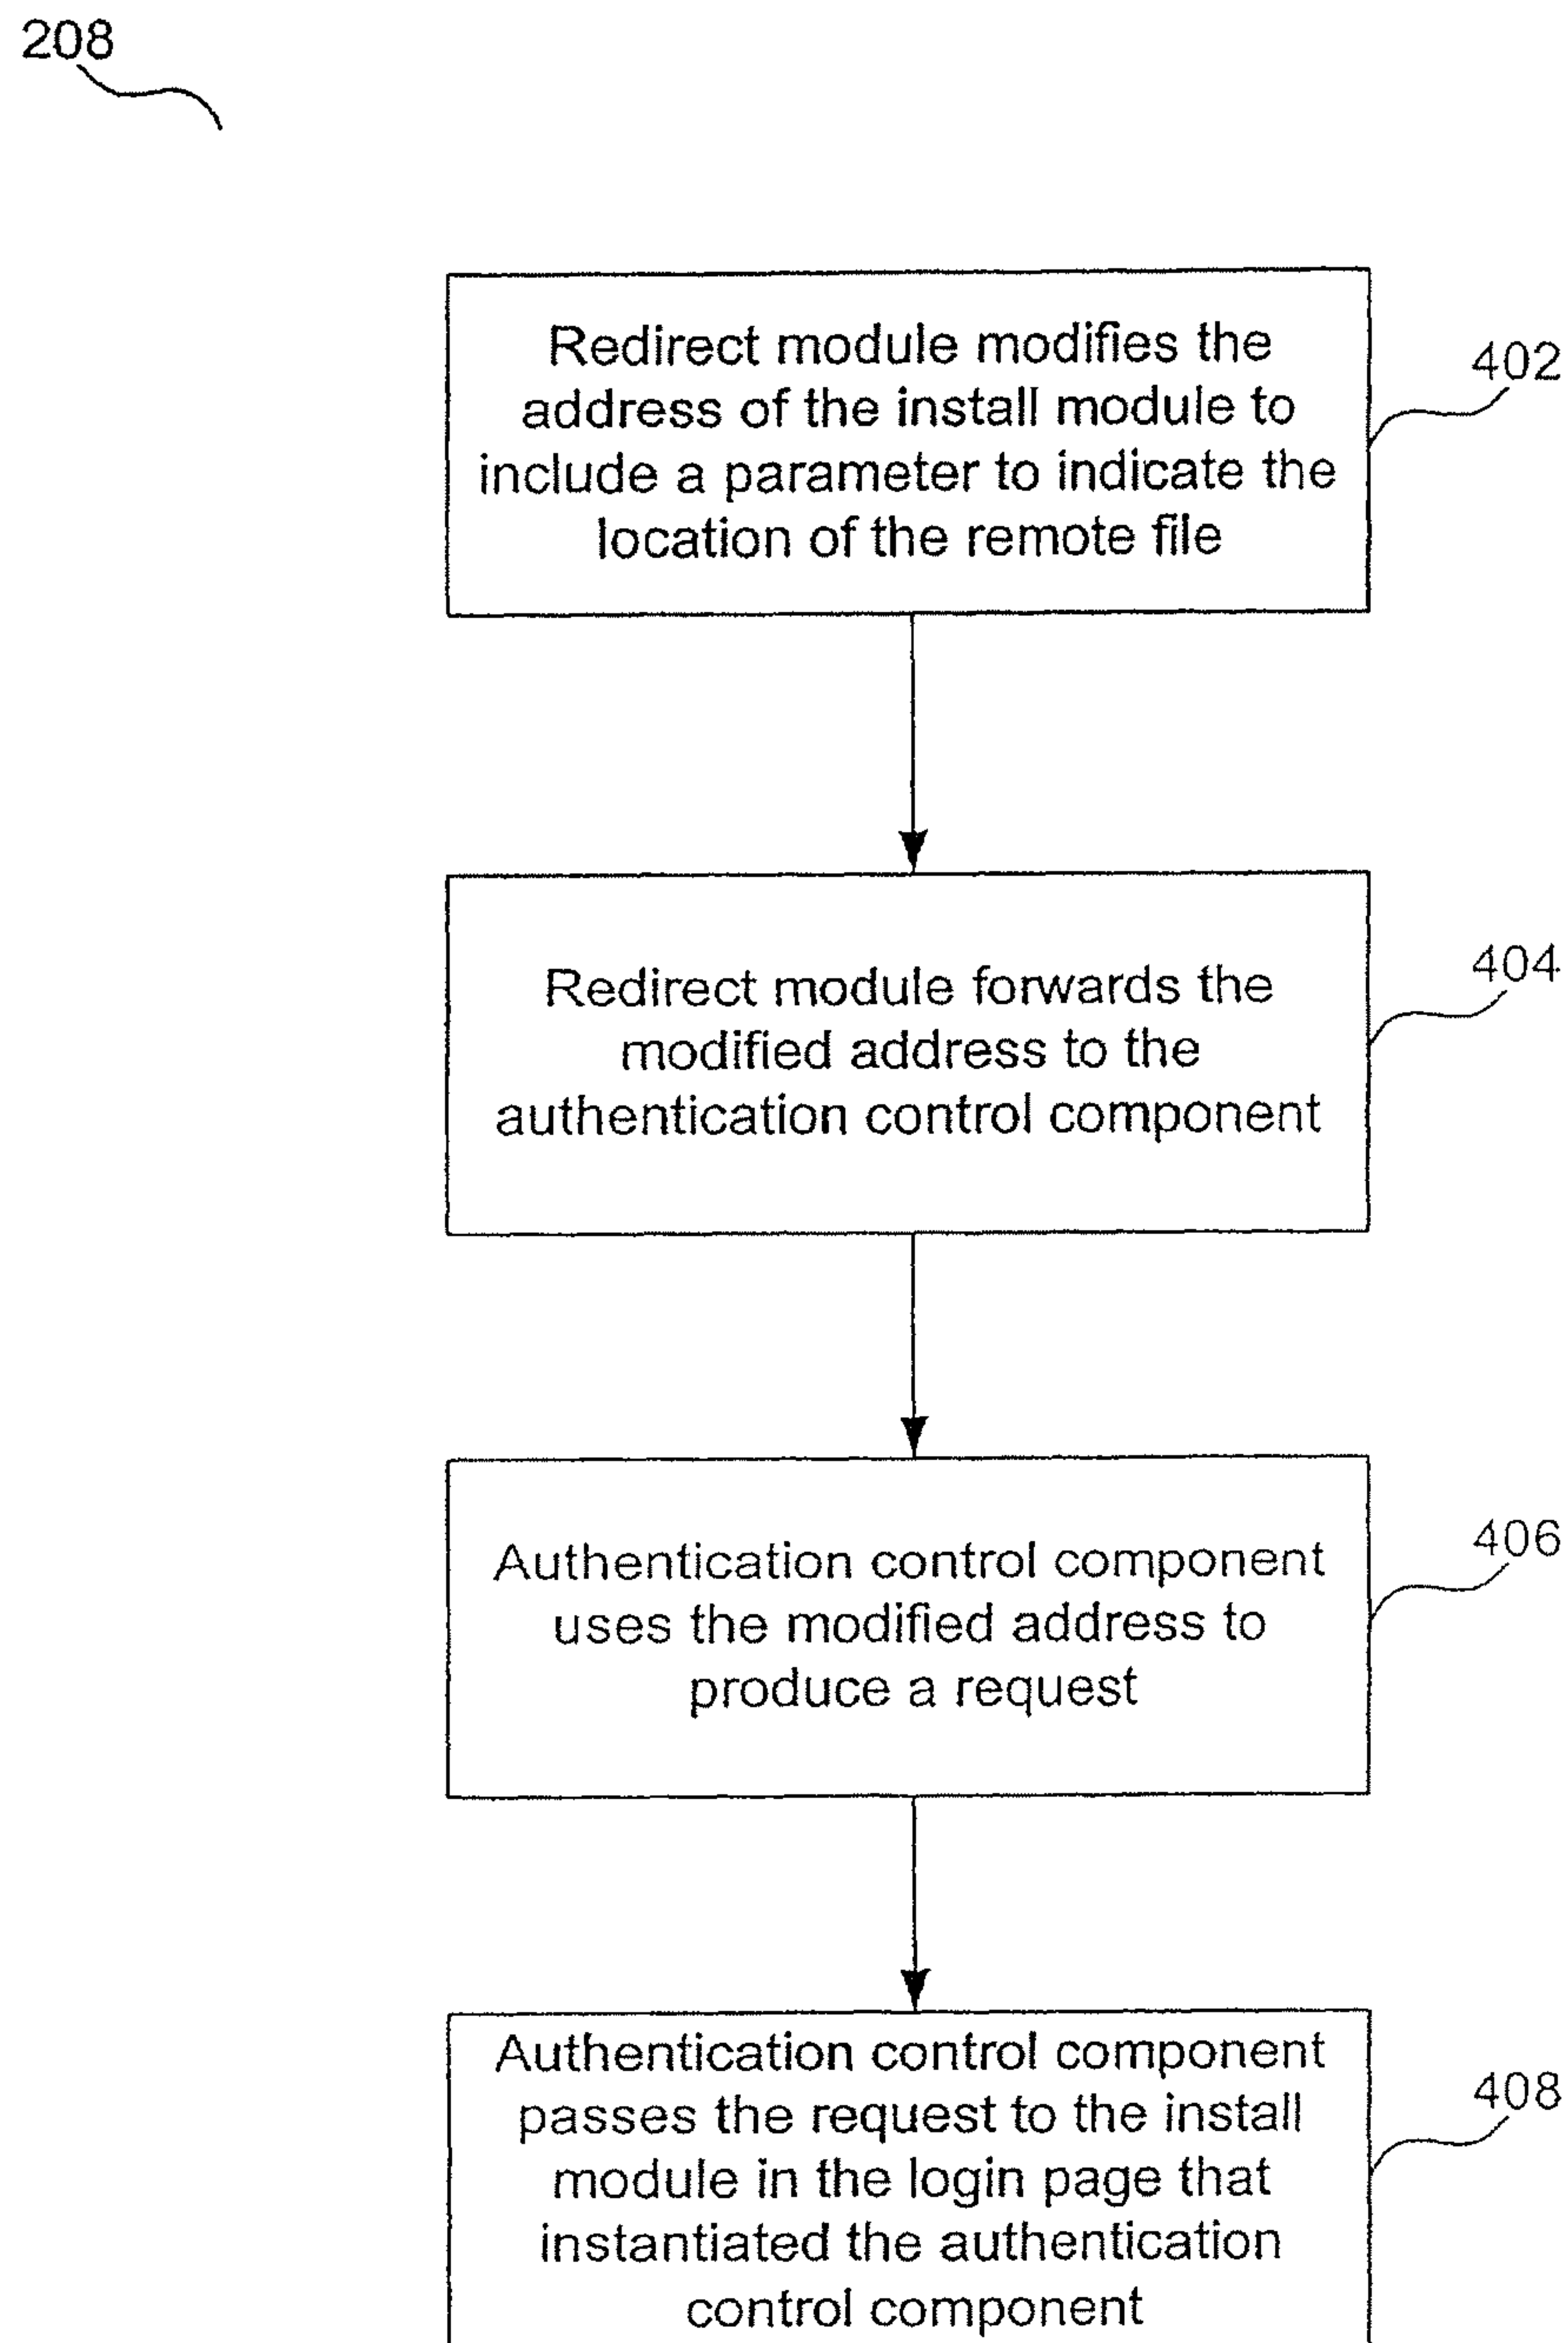 208
Redirect module modifies the
address of the install module to
include a parameter to indicate the
location of the remote file
402
Redirect module forwards the
modified address to the
authentication control component
404
Authentication control component
uses the modified address to
produce a request
406
Authentication control component
passes the request to the install
module in the login page that
instantiated the authentication
control component
408